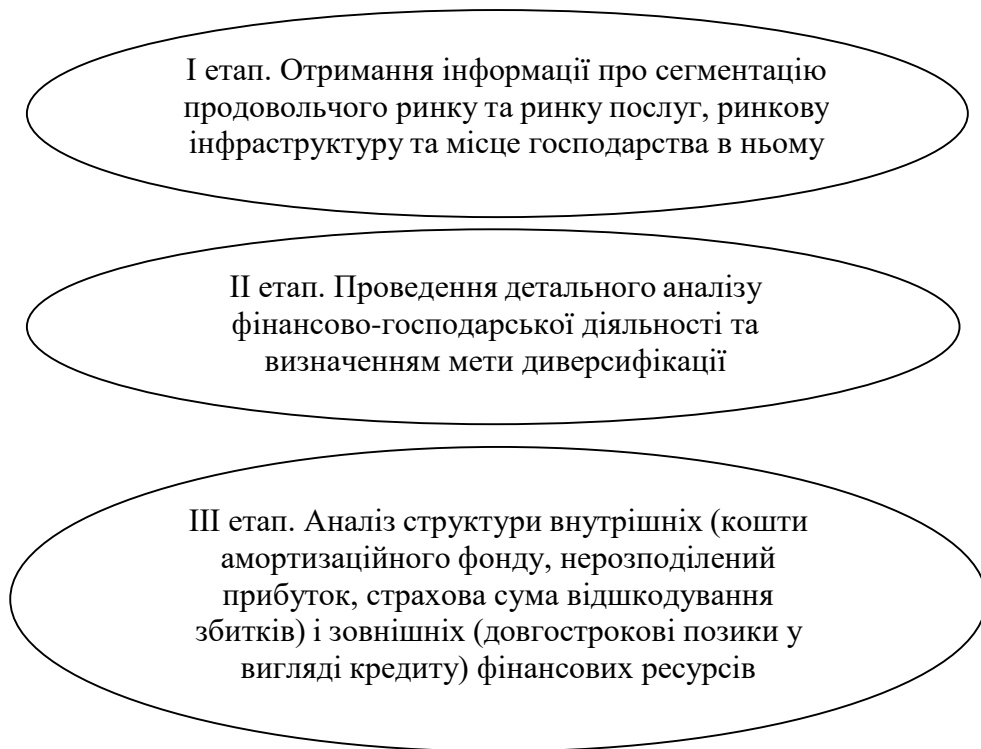 І етап. Отримання інформації про сегментацію
продовольчого ринку та ринку послуг, ринкову
інфраструктуру та місце господарства в ньому
ІІ етап. Проведення детального аналізу
фінансово-господарської діяльності та
визначенням мети диверсифікації
ІІІ етап. Аналіз структури внутрішніх (кошти
амортизаційного фонду, нерозподілений
прибуток, страхова сума відшкодування
збитків) і зовнішніх (довгострокові позики у
вигляді кредиту) фінансових ресурсів